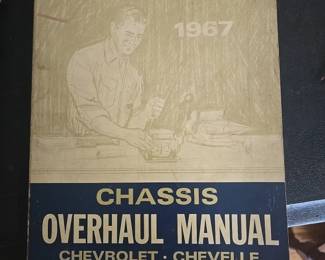 1967
CHASSIS
OVERHAUL MANUAL
CHEVROLET · CHEVELLE